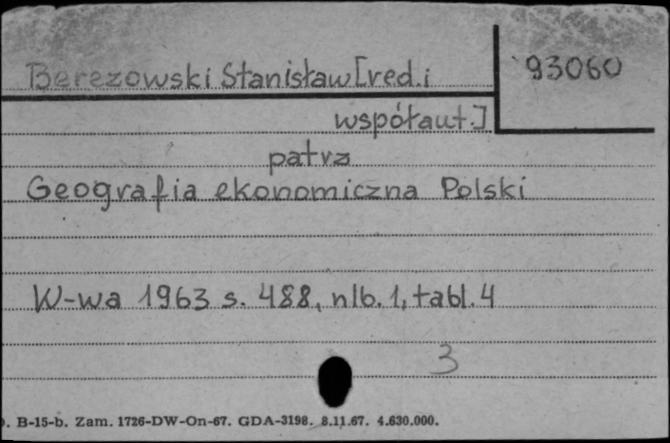 Berezowski Stanisław [red. i
93060
współaut.]
patrz
Geografia ekonomiczna Polski
W-wa 1963 s. 488, nlb. 1, tabl. 4
3
. B-15-b. Zam. 1726-DW-On-67. GDA-3198. 8.11.67. 4.630.000.